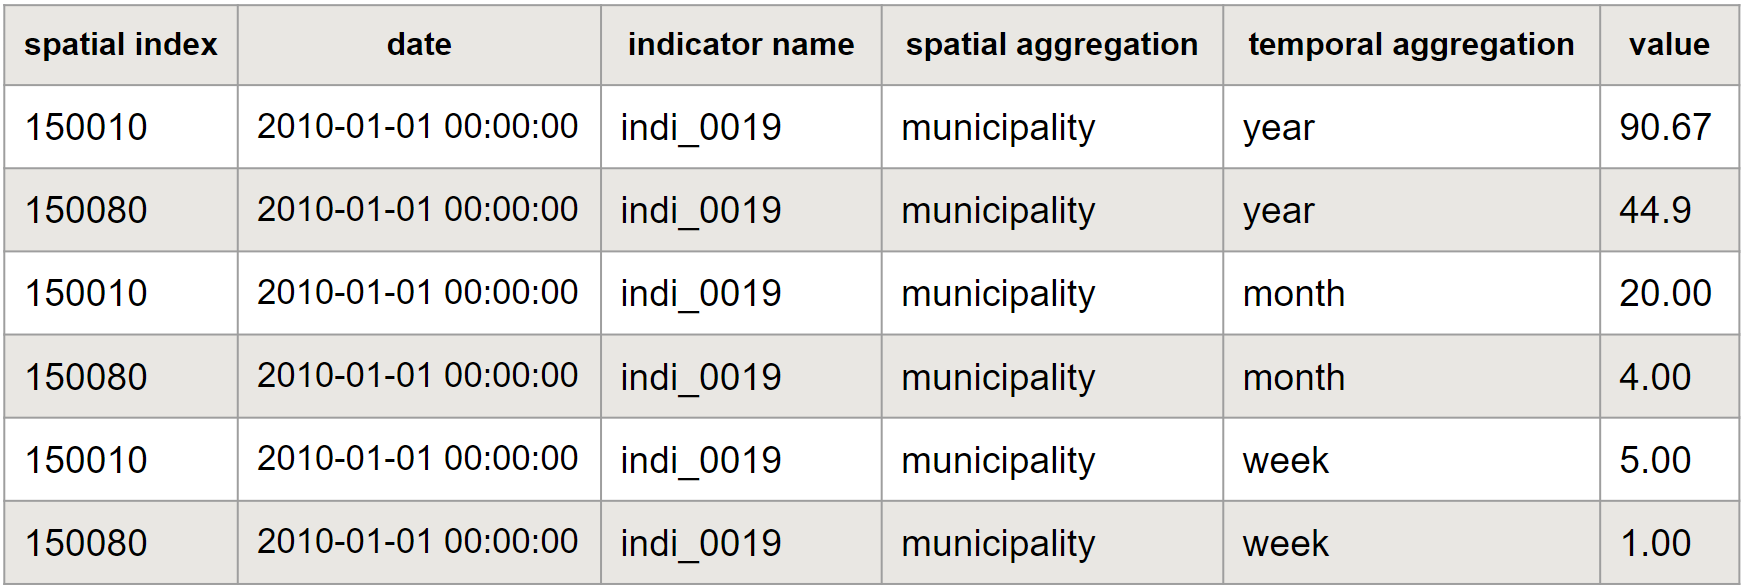 spatial index date indicator name spatial aggregation temporal aggregation value
150010 2010-01-01 00:00:00 indi_0019 municipality year 90.67
150080 2010-01-01 00:00:00 indi_0019 municipality year 44.9
150010 2010-01-01 00:00:00 indi_0019 municipality month 20.00
150080 2010-01-01 00:00:00 indi_0019 municipality month 4.00
150010 2010-01-01 00:00:00 indi_0019 municipality week 5.00
150080 2010-01-01 00:00:00 indi_0019 municipality week 1.00